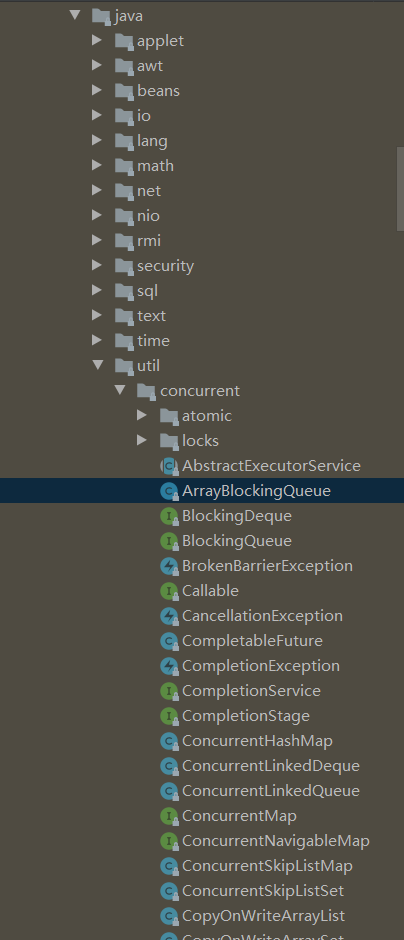 java
applet
awt
beans
io
lang
math
net
nio
rmi
security
sql
text
time
util
concurrent
atomic
locks
AbstractExecutorService
ArrayBlockingQueue
BlockingDeque
BlockingQueue
BrokenBarrierException
Callable
CancellationException
CompletableFuture
CompletionException
CompletionService
CompletionStage
ConcurrentHashMap
ConcurrentLinkedDeque
ConcurrentLinkedQueue
ConcurrentMap
ConcurrentNavigableMap
ConcurrentSkipListMap
ConcurrentSkipListSet
CopyOnWriteArrayList
CopyOnWriteArraySet